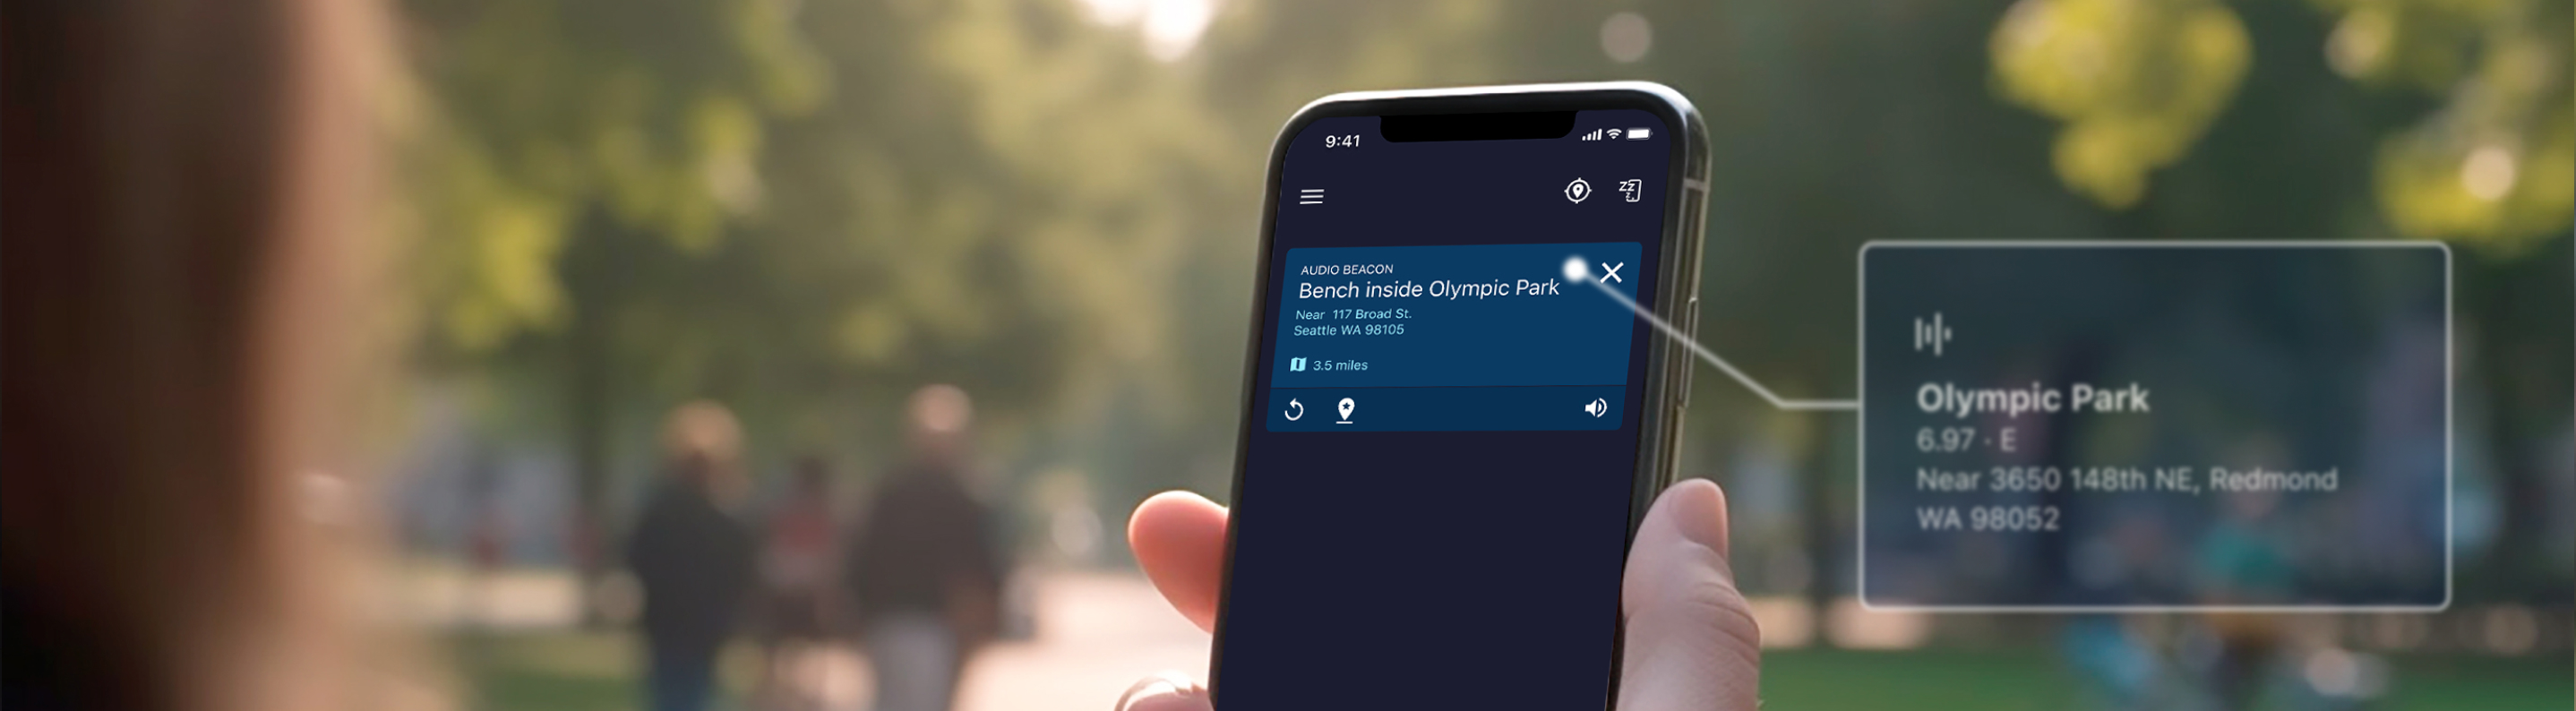 9:41
AUDIO BEACON
Bench inside Olympic Park
Near 117 Broad St.
Seattle WA 98105
3.5 miles
Olympic Park
6.97 · E
Near 3650 148th NE, Redmond
WA 98052